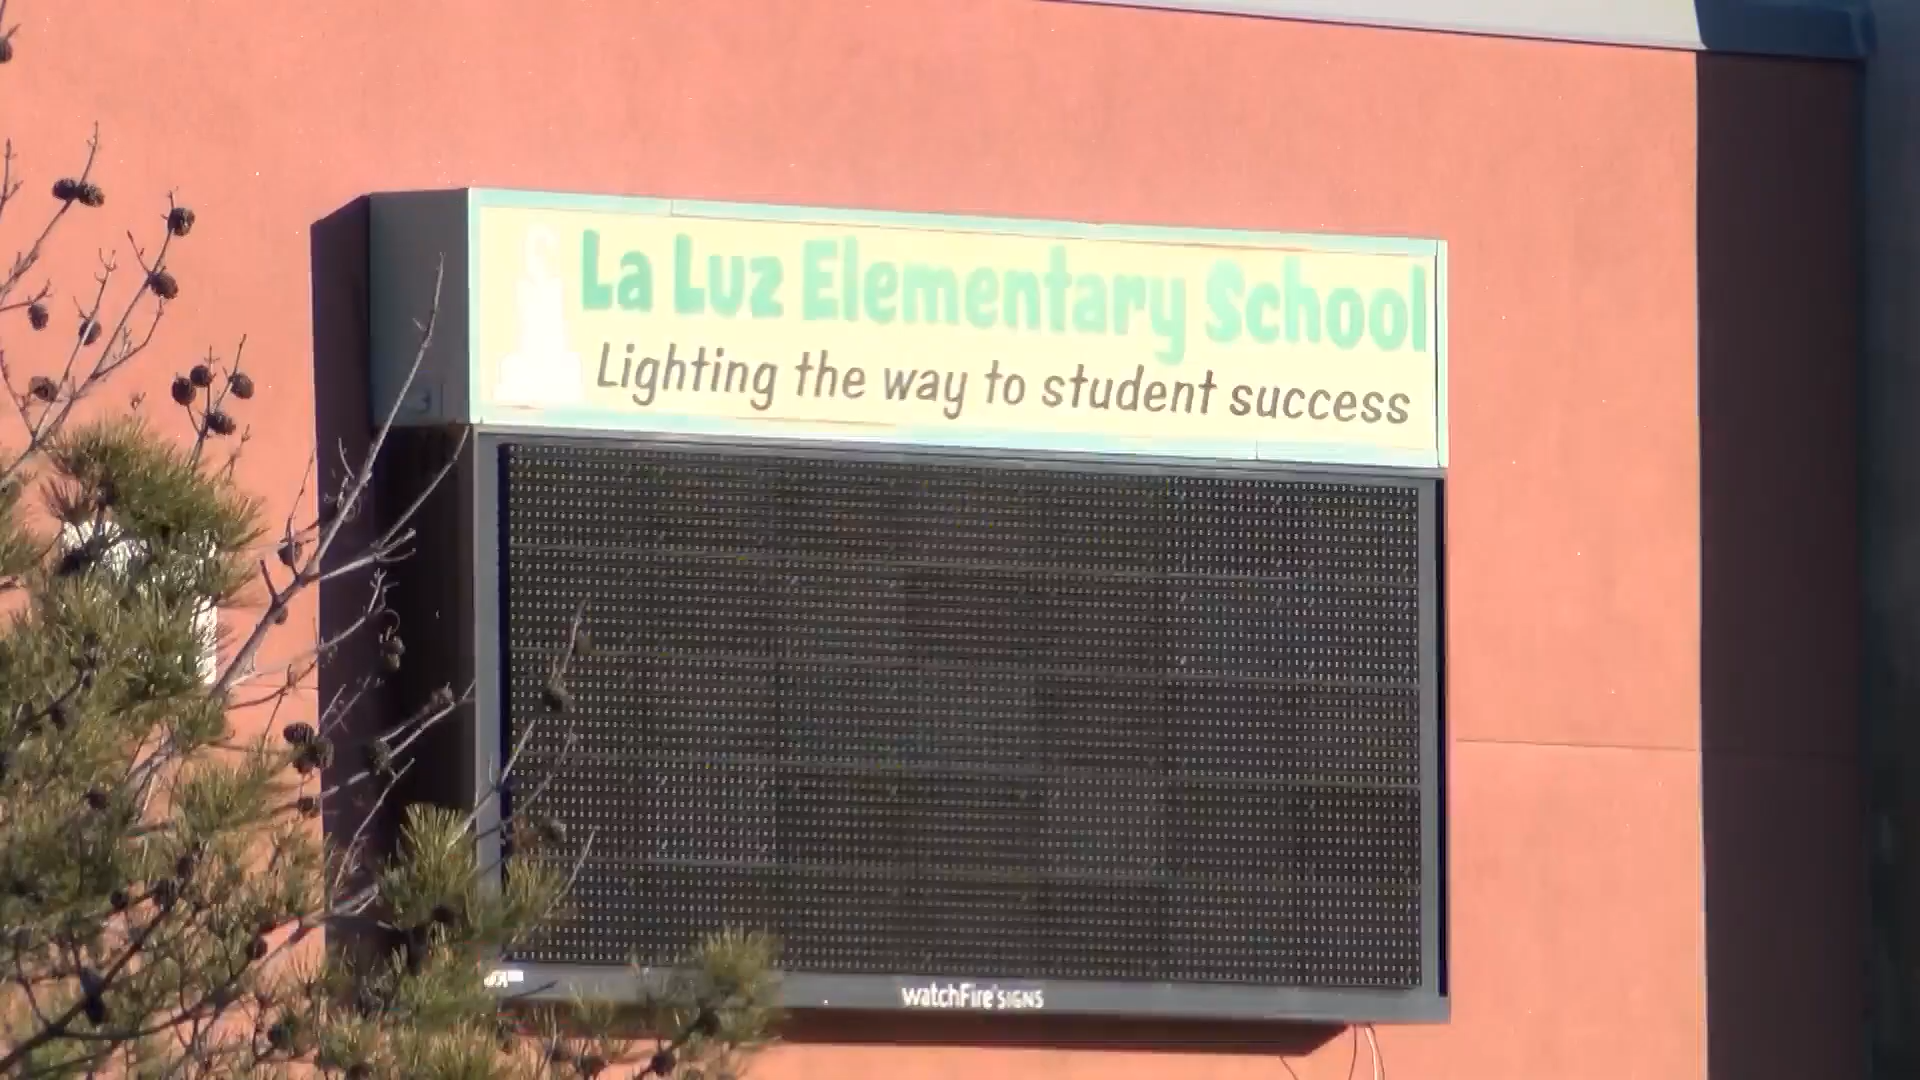 La Luz Elementary School
Lighting the way to student success
watchFire SIGNS